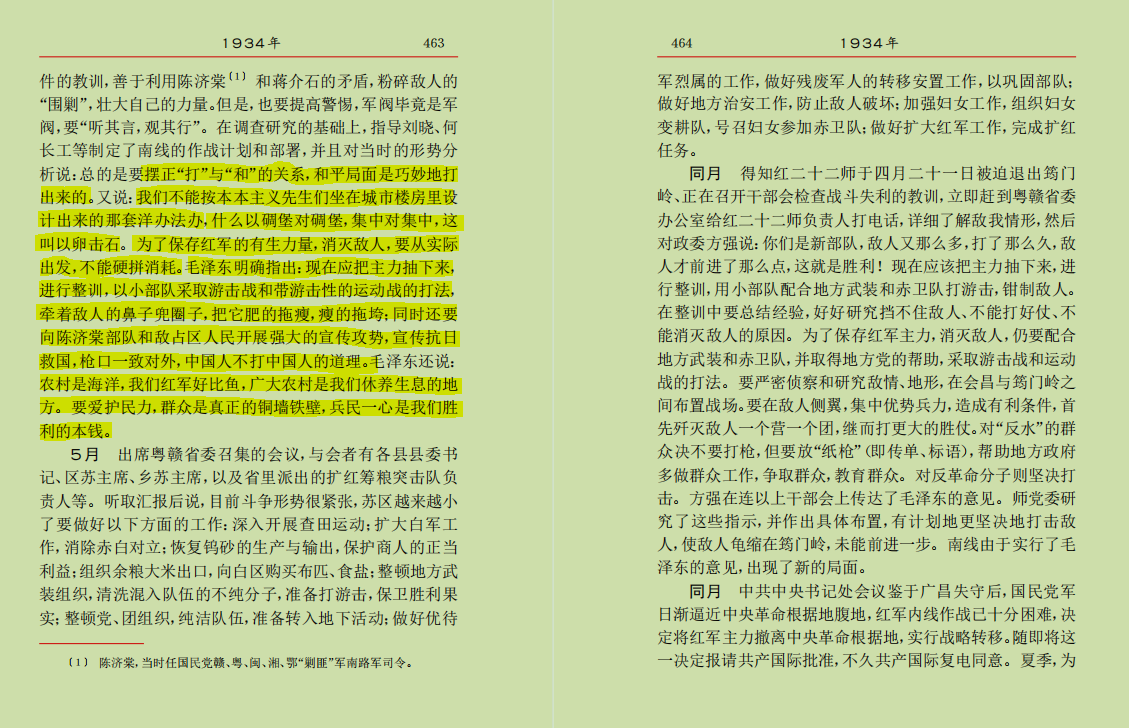 1934年 463
件的教训,善于利用陈济棠〔1〕 和蒋介石的矛盾,粉碎敌人的
“围剿”,壮大自己的力量。但是,也要提高警惕,军阀毕竟是军
阀,要“听其言,观其行”。在调查研究的基础上,指导刘晓、何
长工等制定了南线的作战计划和部署,并且对当时的形势分
析说:总的是要摆正“打”与“和”的关系,和平局面是巧妙地打
出来的。又说:我们不能按本本主义先生们坐在城市楼房里设
计出来的那套洋办法办,什么以碉堡对碉堡,集中对集中,这
叫以卵击石。为了保存红军的有生力量,消灭敌人,要从实际
出发,不能硬拼消耗。毛泽东明确指出:现在应把主力抽下来,
进行整训,以小部队采取游击战和带游击性的运动战的打法,
牵着敌人的鼻子兜圈子,把它肥的拖瘦,瘦的拖垮;同时还要
向陈济棠部队和敌占区人民开展强大的宣传攻势,宣传抗日
救国,枪口一致对外,中国人不打中国人的道理。毛泽东还说:
农村是海洋,我们红军好比鱼,广大农村是我们休养生息的地
方。要爱护民力,群众是真正的铜墙铁壁,兵民一心是我们胜
利的本钱。
5月 出席粤赣省委召集的会议,与会者有各县县委书
记、区苏主席、乡苏主席,以及省里派出的扩红筹粮突击队负
责人等。听取汇报后说,目前斗争形势很紧张,苏区越来越小
了要做好以下方面的工作:深入开展查田运动;扩大白军工
作,消除赤白对立;恢复钨砂的生产与输出,保护商人的正当
利益;组织余粮大米出口,向白区购买布匹、食盐;整顿地方武
装组织,清洗混入队伍的不纯分子,准备打游击,保卫胜利果
实;整顿党、团组织,纯洁队伍,准备转入地下活动;做好优待
〔1〕 陈济棠,当时任国民党赣、粤、闽、湘、鄂“剿匪”军南路军司令。
464 1934年
军烈属的工作,做好残废军人的转移安置工作,以巩固部队;
做好地方治安工作,防止敌人破坏;加强妇女工作,组织妇女
变耕队,号召妇女参加赤卫队;做好扩大红军工作,完成扩红
任务。
同月 得知红二十二师于四月二十一日被迫退出筠门
岭、正在召开干部会检查战斗失利的教训,立即赶到粤赣省委
办公室给红二十二师负责人打电话,详细了解敌我情形,然后
对政委方强说:你们是新部队,敌人又那么多,打了那么久,敌
人才前进了那么点,这就是胜利!现在应该把主力抽下来,进
行整训,用小部队配合地方武装和赤卫队打游击,钳制敌人。
在整训中要总结经验,好好研究挡不住敌人、不能打好仗、不
能消灭敌人的原因。为了保存红军主力,消灭敌人,仍要配合
地方武装和赤卫队,并取得地方党的帮助,采取游击战和运动
战的打法。要严密侦察和研究敌情、地形,在会昌与筠门岭之
间布置战场。要在敌人侧翼,集中优势兵力,造成有利条件,首
先歼灭敌人一个营一个团,继而打更大的胜仗。对“反水”的群
众决不要打枪,但要放“纸枪”(即传单、标语),帮助地方政府
多做群众工作,争取群众,教育群众。对反革命分子则坚决打
击。方强在连以上干部会上传达了毛泽东的意见。师党委研
究了这些指示,并作出具体布置,有计划地更坚决地打击敌
人,使敌人龟缩在筠门岭,未能前进一步。南线由于实行了毛
泽东的意见,出现了新的局面。
同月 中共中央书记处会议鉴于广昌失守后,国民党军
日渐逼近中央革命根据地腹地,红军内线作战已十分困难,决
定将红军主力撤离中央革命根据地,实行战略转移。随即将这
一决定报请共产国际批准,不久共产国际复电同意。夏季,为